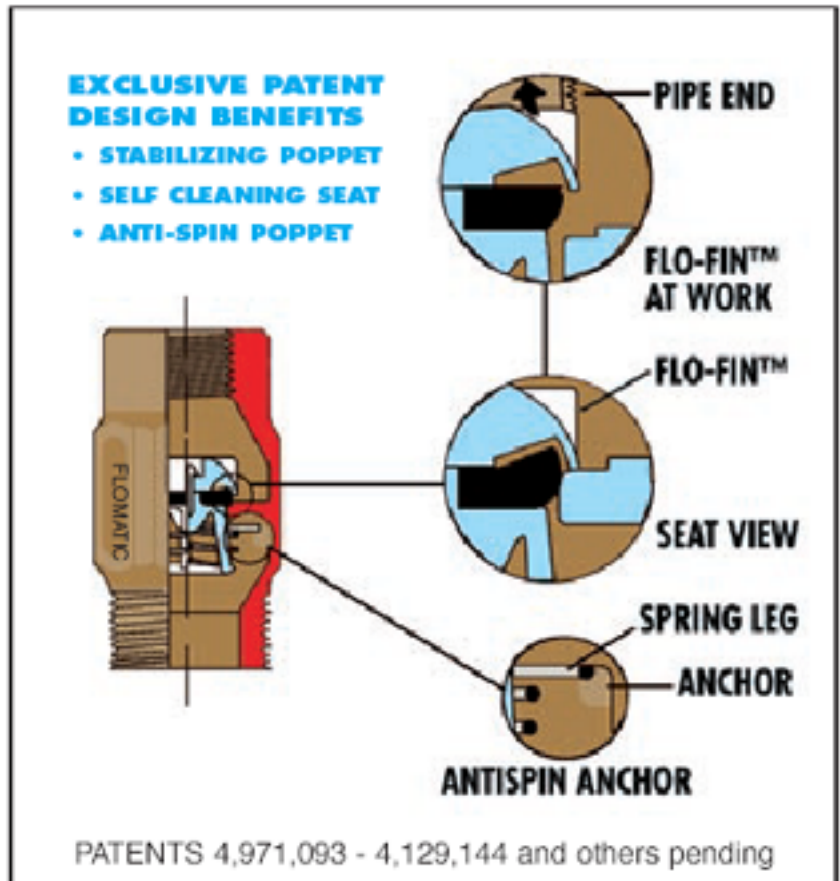 EXCLUSIVE PATENT
DESIGN BENEFITS
• STABILIZING POPPET
• SELF CLEANING SEAT
• ANTI-SPIN POPPET
PIPE END
FLO-FIN™
AT WORK
FLO-FIN™
SEAT VIEW
FLOMATIC
SPRING LEG
ANCHOR
ANTISPIN ANCHOR
PATENTS 4,971,093 - 4,129,144 and others pending